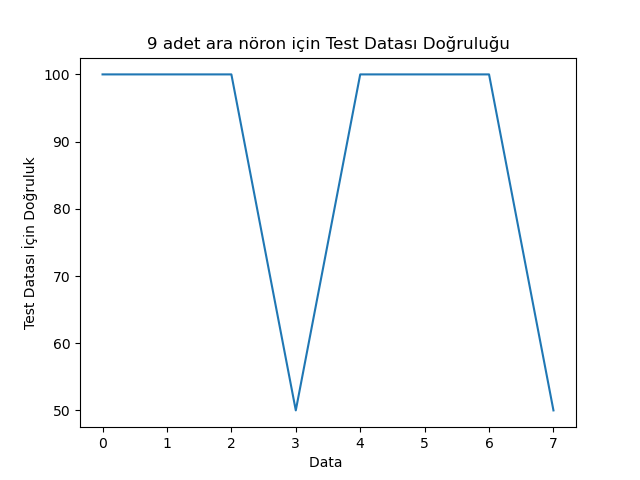 9 adet ara nöron için Test Datası Doğruluğu
Test Datası İçin Doğruluk
100
90
80
70
60
50
0 1 2 3 4 5 6 7
Data